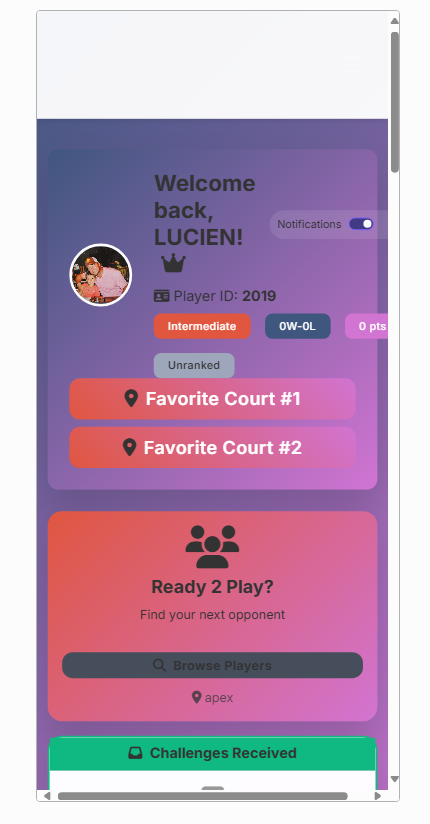 Welcome
back,
LUCIEN!
Notifications
Player ID: 2019
Intermediate 0W-0L 0 pts
Unranked
Favorite Court #1
Favorite Court #2
Ready 2 Play?
Find your next opponent
Browse Players
apex
Challenges Received